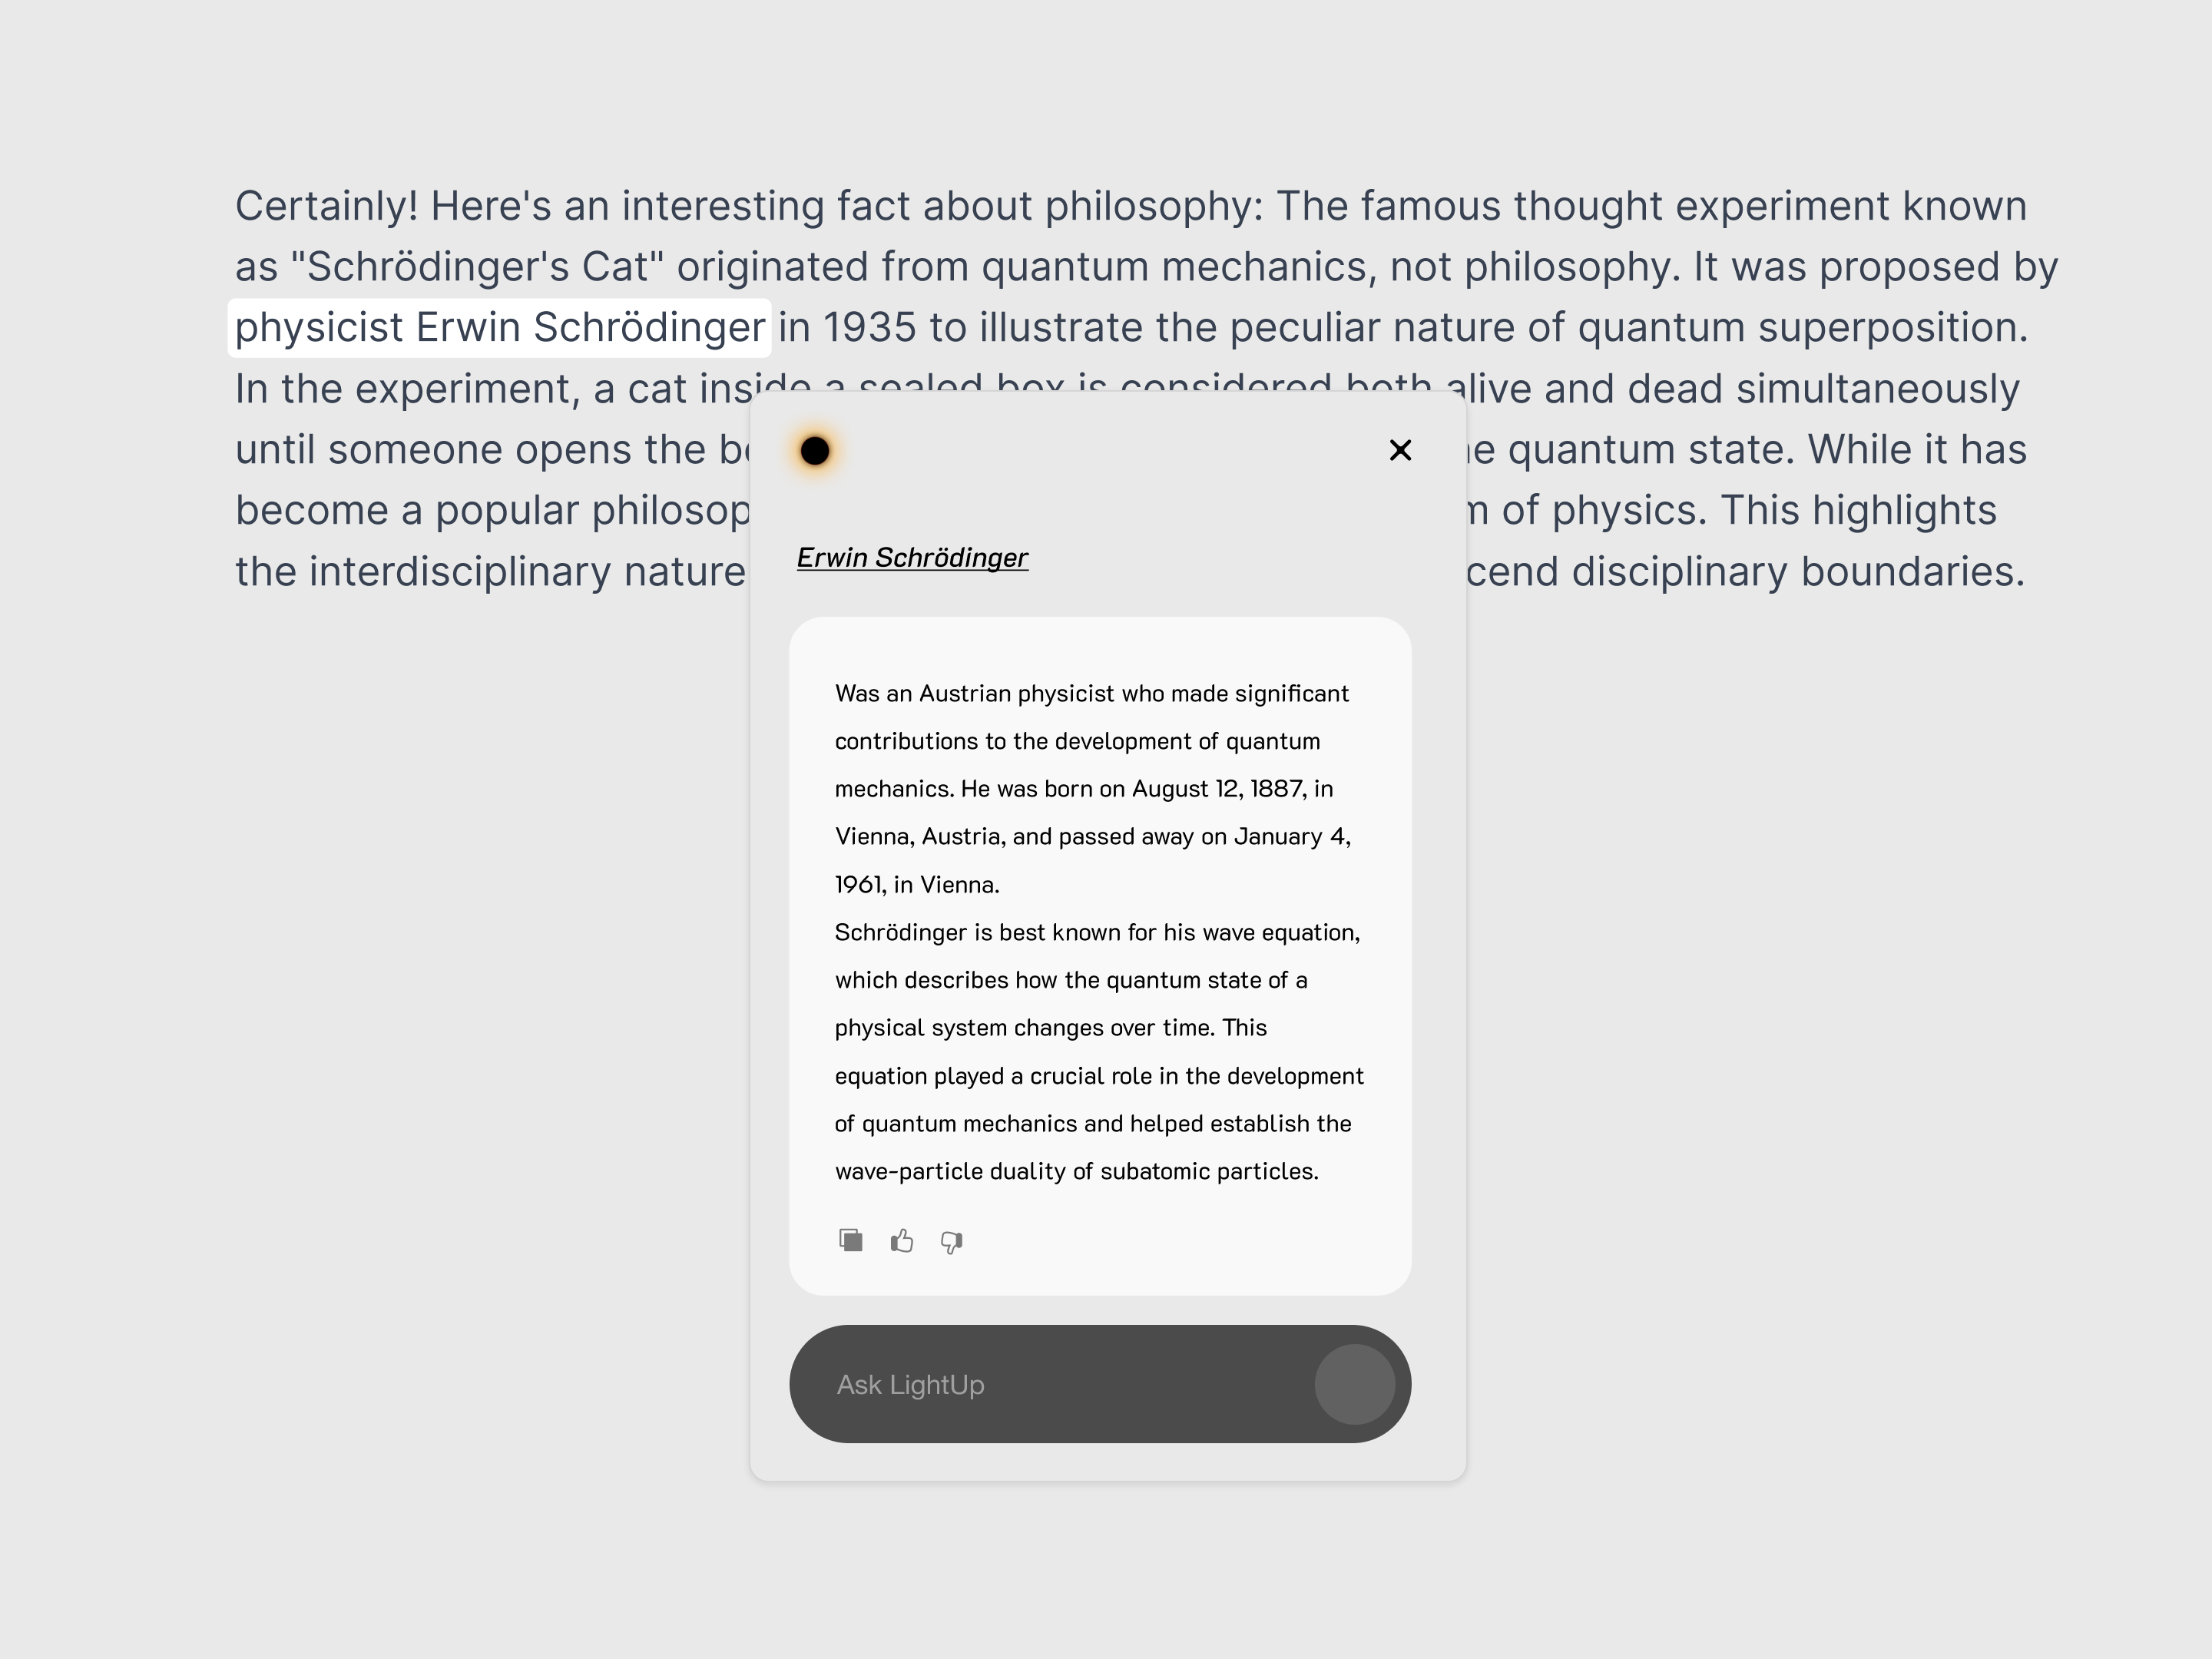 Certainly! Here's an interesting fact about philosophy: The famous thought experiment known
as "Schrödinger's Cat" originated from quantum mechanics, not philosophy. It was proposed by
physicist Erwin Schrödinger in 1935 to illustrate the peculiar nature of quantum superposition.
In the experiment, a cat inside a sealed box is considered both alive and dead simultaneously
until someone opens the quantum state. While it has
become a popular of physics. This highlights
the interdisciplinary nature disciplinary boundaries.
Erwin Schrödinger
Was an Austrian physicist who made significant
contributions to the development of quantum
mechanics. He was born on August 12, 1887, in
Vienna, Austria, and passed away on January 4,
1961, in Vienna.
Schrödinger is best known for his wave equation,
which describes how the quantum state of a
physical system changes over time. This
equation played a crucial role in the development
of quantum mechanics and helped establish the
wave-particle duality of subatomic particles.
Ask LightUp